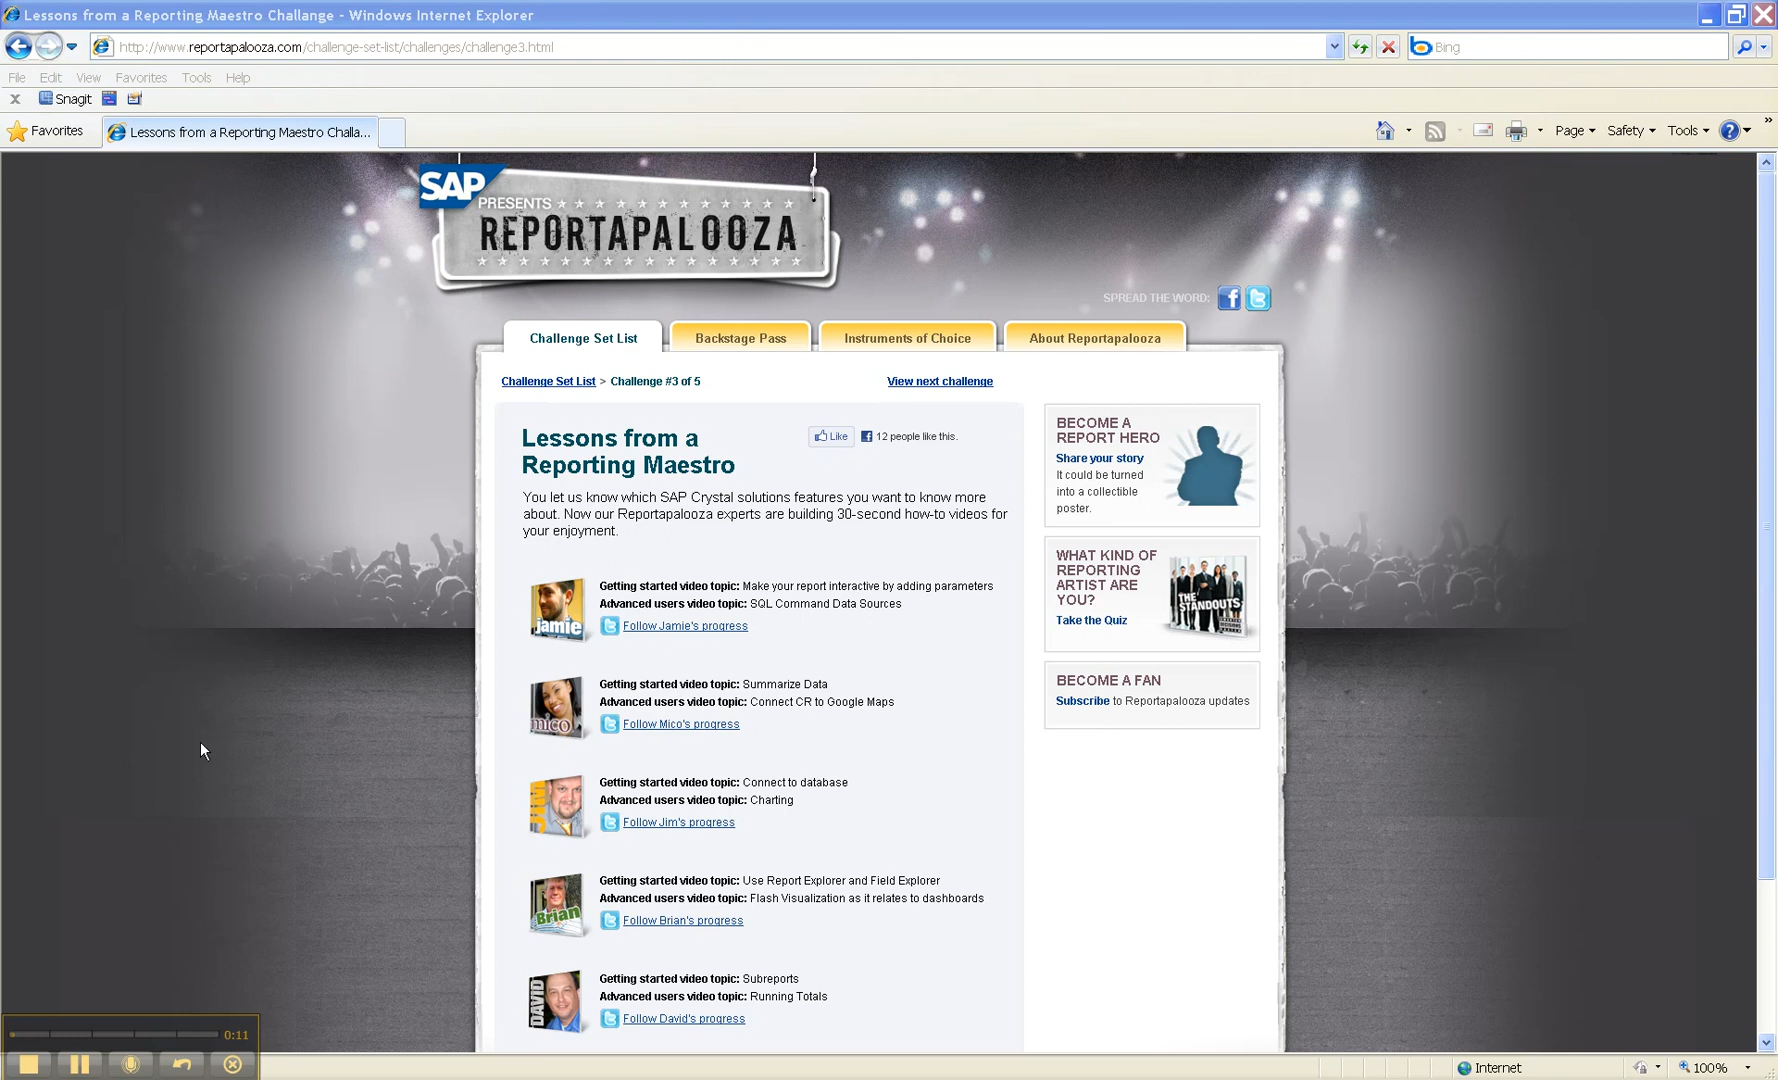 Lessons from a Reporting Maestro Challange - Windows Internet Explorer
http://www.reportapalooza.com/challenge-set-list/challenges/challenge3.html
Bing
File Edit View Favorites Tools Help
x Snagit
Favorites
Lessons from a Reporting Maestro Challa...
Page Safety Tools
SAP
PRESENTS
REPORTAPALOOZA
SPREAD THE WORD:
Challenge Set List
Backstage Pass
Instruments of Choice
About Reportapalooza
Challenge Set List > Challenge #3 of 5
View next challenge
Lessons from a
Reporting Maestro
Like
12 people like this.
You let us know which SAP Crystal solutions features you want to know more
about. Now our Reportapalooza experts are building 30-second how-to videos for
your enjoyment.
jamie
Getting started video topic: Make your report interactive by adding parameters
Advanced users video topic: SQL Command Data Sources
Follow Jamie's progress
mico
Getting started video topic: Summarize Data
Advanced users video topic: Connect CR to Google Maps
Follow Mico's progress
JIM
Getting started video topic: Connect to database
Advanced users video topic: Charting
Follow Jim's progress
Brian
Getting started video topic: Use Report Explorer and Field Explorer
Advanced users video topic: Flash Visualization as it relates to dashboards
Follow Brian's progress
DAVID
Getting started video topic: Subreports
Advanced users video topic: Running Totals
Follow David's progress
BECOME A
REPORT HERO
Share your story
It could be turned
into a collectible
poster.
WHAT KIND OF
REPORTING
ARTIST ARE
YOU?
Take the Quiz
THE
STANDOUTS
BECOME A FAN
Subscribe to Reportapalooza updates
0:11
Internet
100%